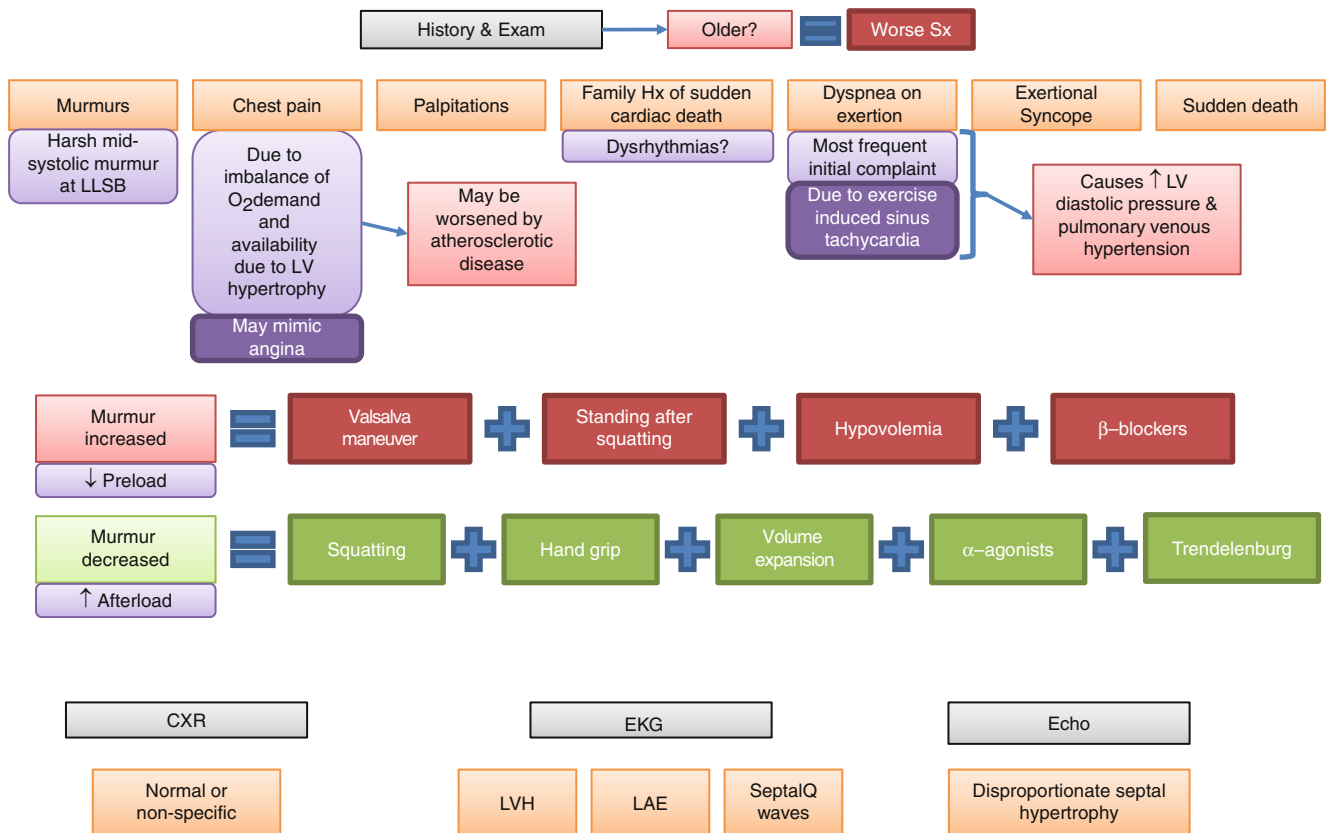 History & Exam
Older?
Worse Sx
Murmurs
Harsh mid-
systolic murmur
at LLSB
Chest pain
Due to
imbalance of
O2demand
and
availability
due to LV
hypertrophy
May mimic
angina
Palpitations
May be
worsened by
atherosclerotic
disease
Family Hx of sudden
cardiac death
Dysrhythmias?
Dyspnea on
exertion
Most frequent
initial complaint
Due to exercise
induced sinus
tachycardia
Exertional
Syncope
Sudden death
Causes ↑ LV
diastolic pressure &
pulmonary venous
hypertension
Murmur
increased
↓ Preload
Valsalva
maneuver
Standing after
squatting
Hypovolemia
β–blockers
Murmur
decreased
↑ Afterload
Squatting
Hand grip
Volume
expansion
α–agonists
Trendelenburg
CXR
Normal or
non-specific
EKG
LVH
LAE
SeptalQ
waves
Echo
Disproportionate septal
hypertrophy